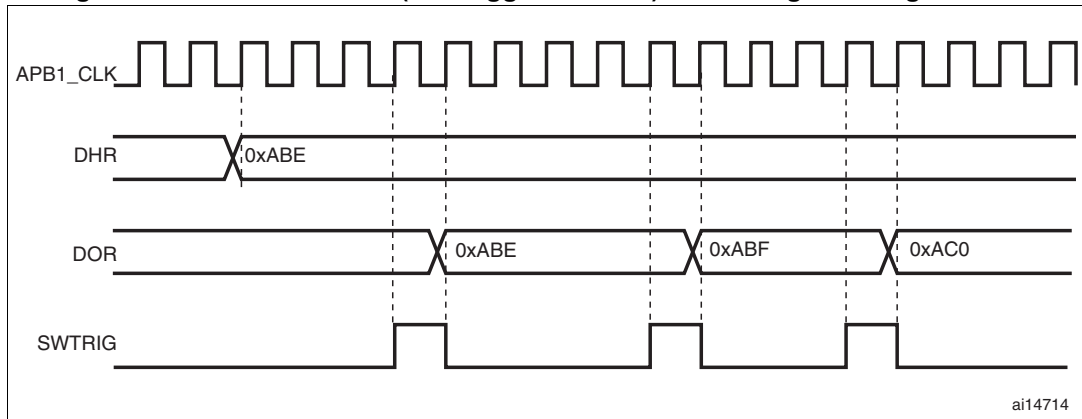 APB1_CLK
DHR
0xABE
DOR
0xABE
0xABF
0xAC0
SWTRIG
ai14714